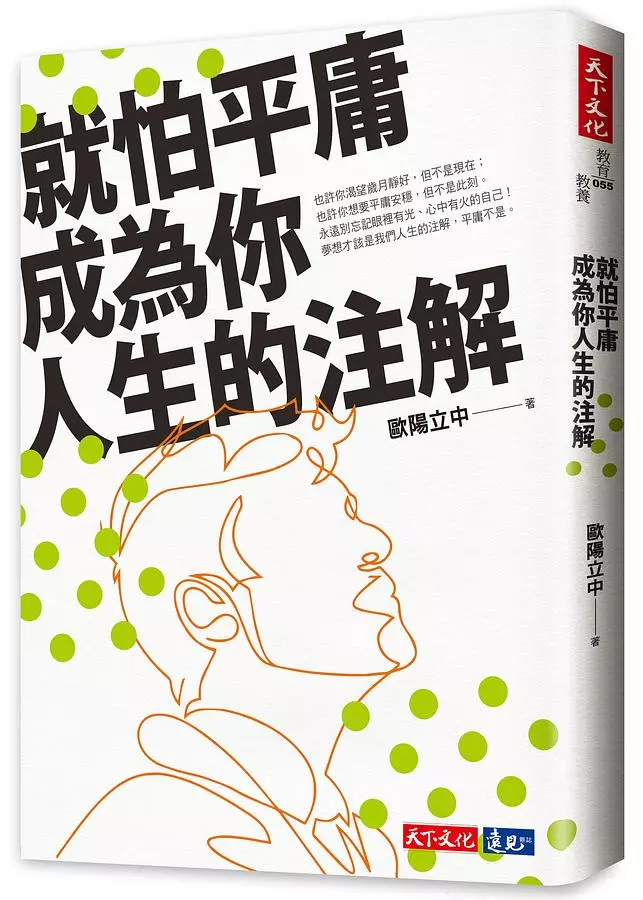 就怕平庸
成為你
人生的注解
也許你渴望歲月靜好，但不是現在；
也許你想要平庸安穩，但不是此刻。
永遠別忘記眼裡有光、心中有火的自己！
夢想才該是我們人生的注解，平庸不是。
歐陽立中——著
天下文化
遠見雜誌
天下文化
教育
教養
055
就怕平庸
成為你人生的注解
歐陽立中——著